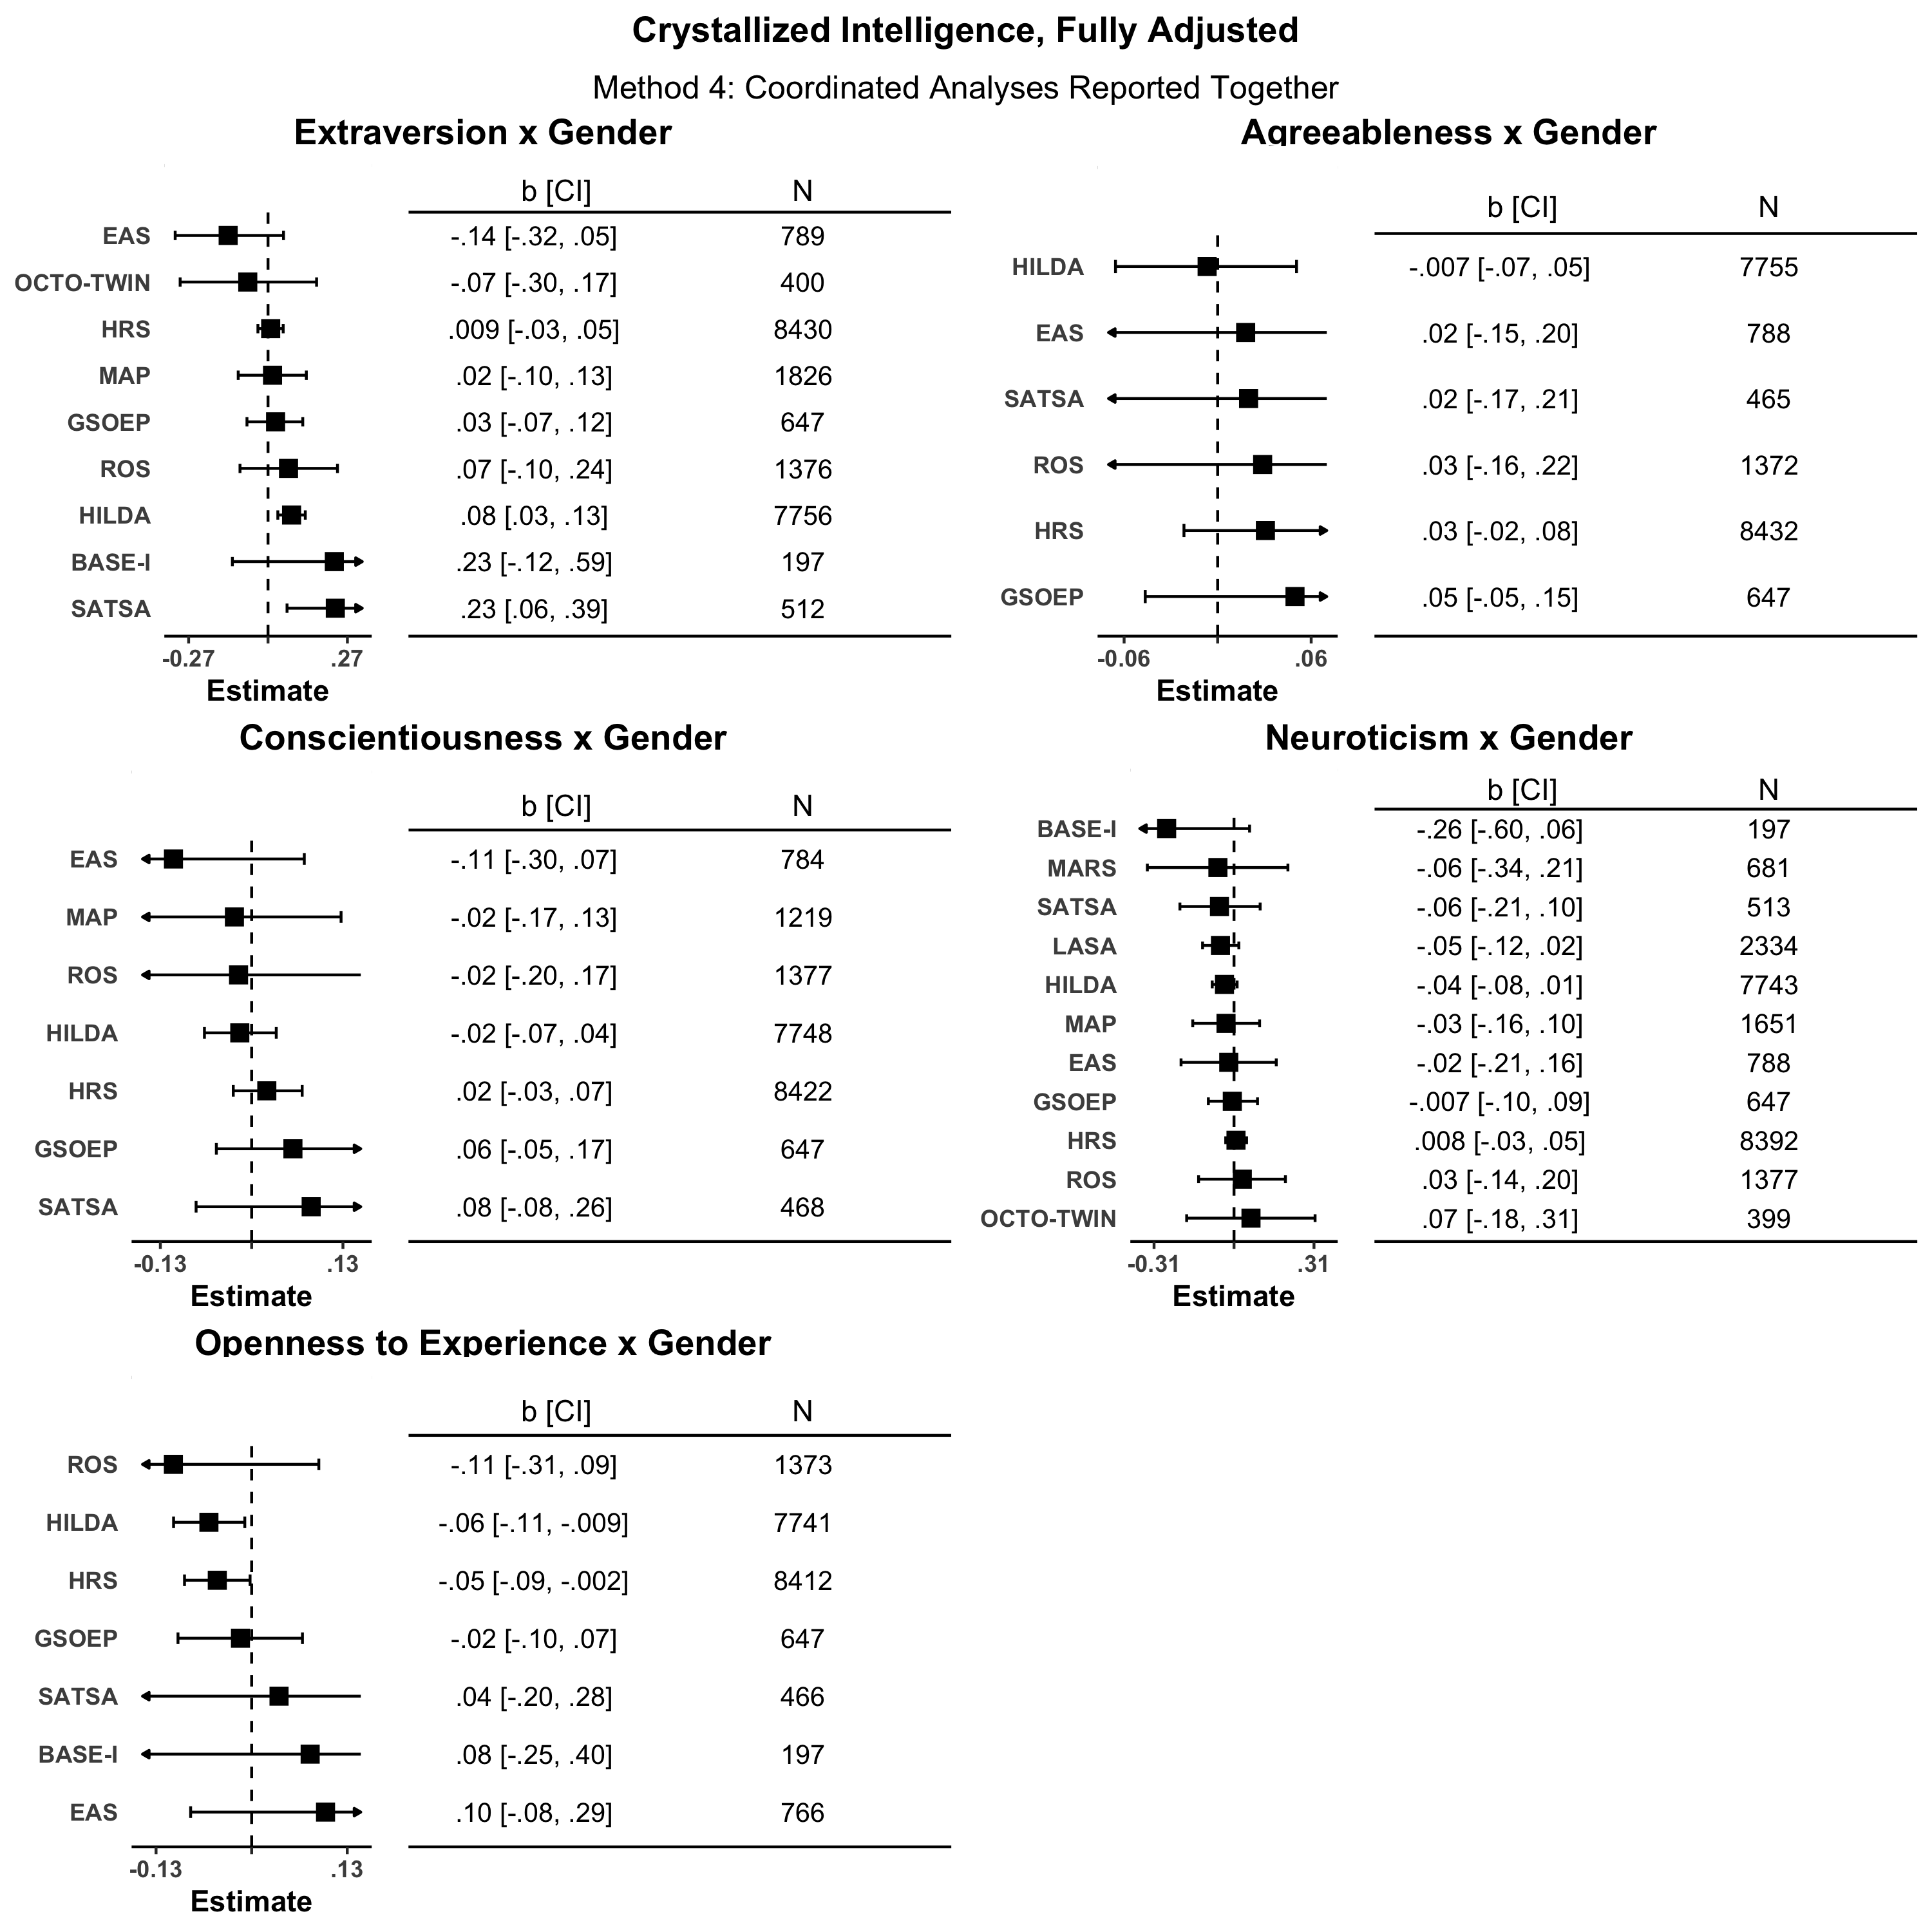 Crystallized Intelligence, Fully Adjusted
Method 4: Coordinated Analyses Reported Together
Extraversion x Gender
b [CI] N
EAS -.14 [-.32, .05] 789
OCTO-TWIN -.07 [-.30, .17] 400
HRS .009 [-.03, .05] 8430
MAP .02 [-.10, .13] 1826
GSOEP .03 [-.07, .12] 647
ROS .07 [-.10, .24] 1376
HILDA .08 [.03, .13] 7756
BASE-I .23 [-.12, .59] 197
SATSA .23 [.06, .39] 512
-0.27 .27
Estimate
Agreeableness x Gender
b [CI] N
HILDA -.007 [-.07, .05] 7755
EAS .02 [-.15, .20] 788
SATSA .02 [-.17, .21] 465
ROS .03 [-.16, .22] 1372
HRS .03 [-.02, .08] 8432
GSOEP .05 [-.05, .15] 647
-0.06 .06
Estimate
Conscientiousness x Gender
b [CI] N
EAS -.11 [-.30, .07] 784
MAP -.02 [-.17, .13] 1219
ROS -.02 [-.20, .17] 1377
HILDA -.02 [-.07, .04] 7748
HRS .02 [-.03, .07] 8422
GSOEP .06 [-.05, .17] 647
SATSA .08 [-.08, .26] 468
-0.13 .13
Estimate
Neuroticism x Gender
b [CI] N
BASE-I -.26 [-.60, .06] 197
MARS -.06 [-.34, .21] 681
SATSA -.06 [-.21, .10] 513
LASA -.05 [-.12, .02] 2334
HILDA -.04 [-.08, .01] 7743
MAP -.03 [-.16, .10] 1651
EAS -.02 [-.21, .16] 788
GSOEP -.007 [-.10, .09] 647
HRS .008 [-.03, .05] 8392
ROS .03 [-.14, .20] 1377
OCTO-TWIN .07 [-.18, .31] 399
-0.31 .31
Estimate
Openness to Experience x Gender
b [CI] N
ROS -.11 [-.31, .09] 1373
HILDA -.06 [-.11, -.009] 7741
HRS -.05 [-.09, -.002] 8412
GSOEP -.02 [-.10, .07] 647
SATSA .04 [-.20, .28] 466
BASE-I .08 [-.25, .40] 197
EAS .10 [-.08, .29] 766
-0.13 .13
Estimate